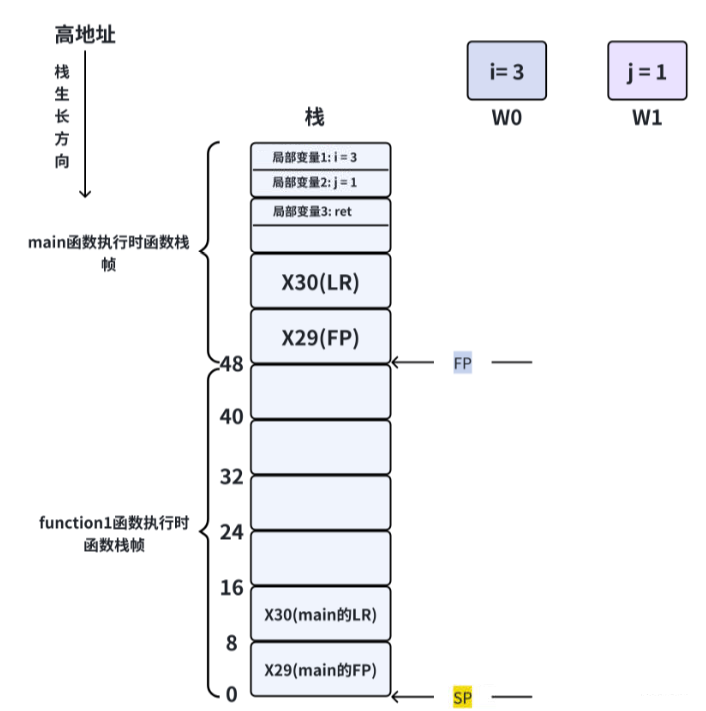 高地址
栈
生
长
方
向
i= 3
j = 1
W0
W1
栈
局部变量1: i = 3
局部变量2: j = 1
局部变量3: ret
main函数执行时函数栈
帧
X30(LR)
X29(FP)
48
FP
40
32
function1函数执行时
函数栈帧
24
16
X30(main的LR)
8
X29(main的FP)
0
SP